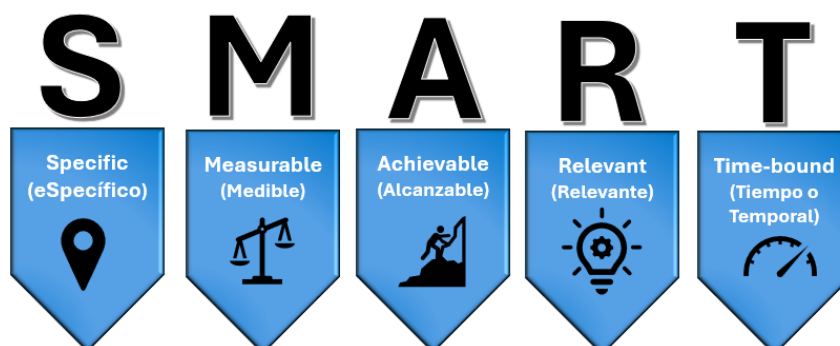 S M A R T
Specific
(eSpecífico)
Measurable
(Medible)
Achievable
(Alcanzable)
Relevant
(Relevante)
Time-bound
(Tiempo o
Temporal)